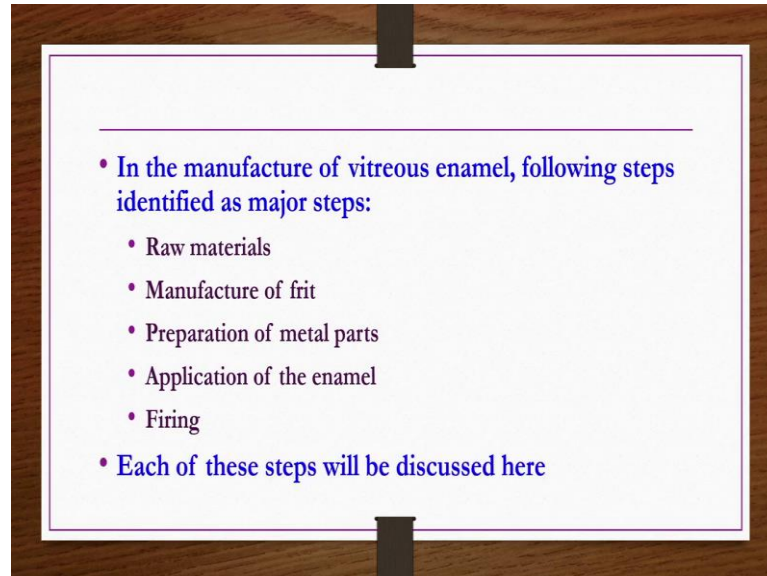 • In the manufacture of vitreous enamel, following steps
identified as major steps:
• Raw materials
• Manufacture of frit
• Preparation of metal parts
• Application of the enamel
• Firing
• Each of these steps will be discussed here